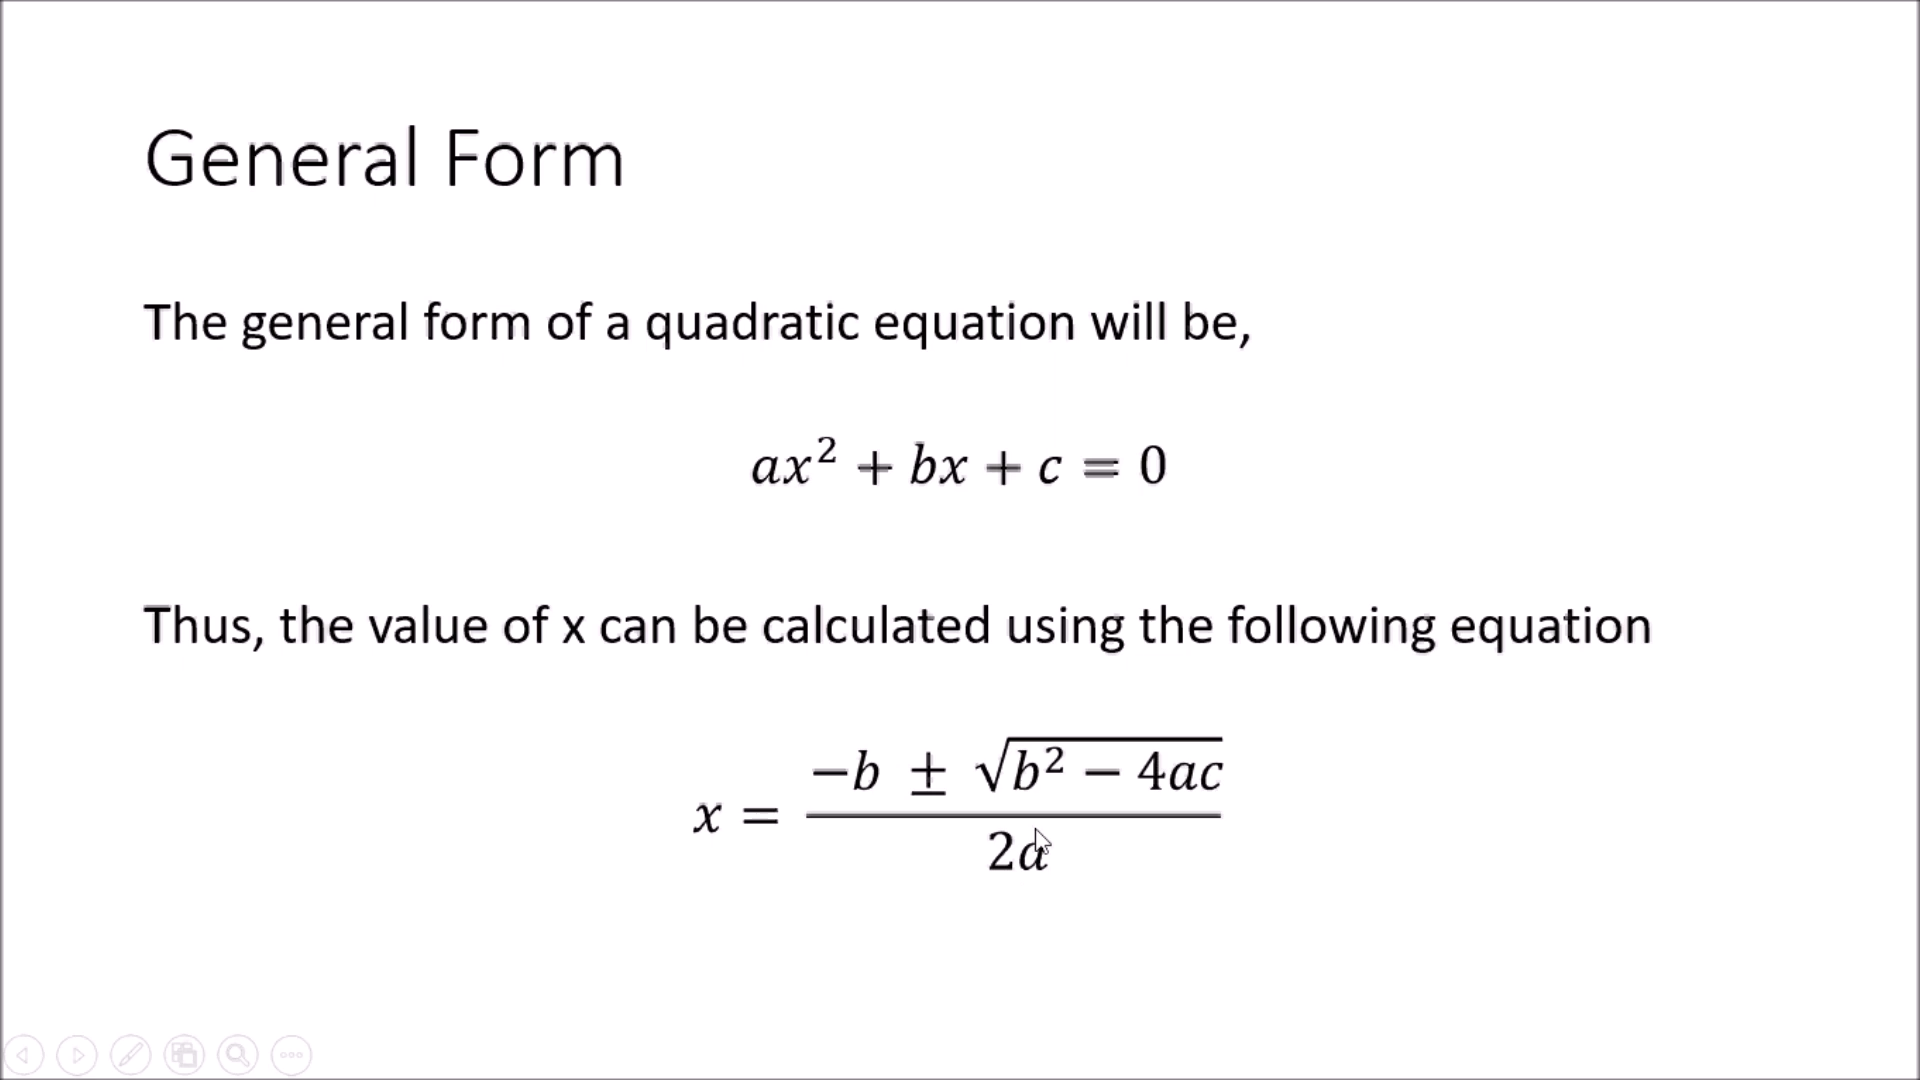 General Form
The general form of a quadratic equation will be,
ax² + bx + c = 0
Thus, the value of x can be calculated using the following equation
x = (−b ± √(b² − 4ac)) / 2a